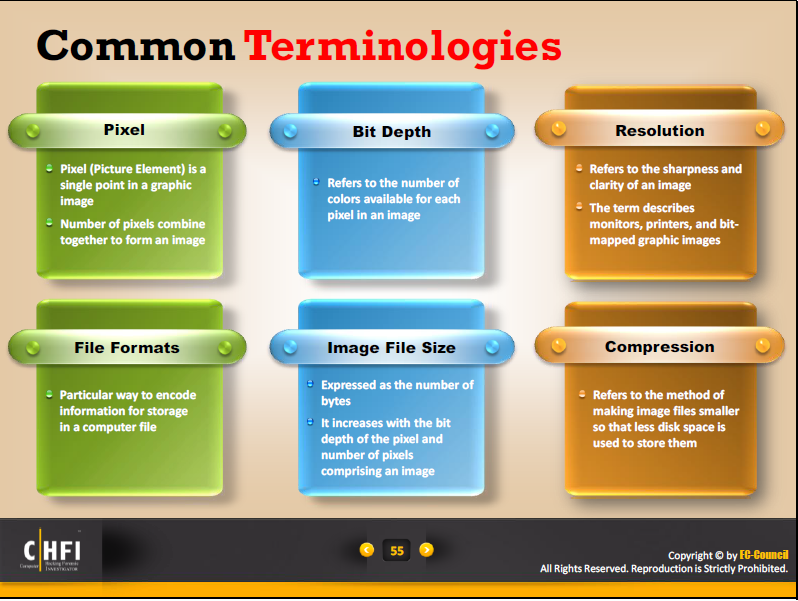 Common Terminologies
Pixel
Pixel (Picture Element) is a
single point in a graphic
image
Number of pixels combine
together to form an image
Bit Depth
Refers to the number of
colors available for each
pixel in an image
Resolution
Refers to the sharpness and
clarity of an image
The term describes
monitors, printers, and bit-
mapped graphic images
File Formats
Particular way to encode
information for storage
in a computer file
Image File Size
Expressed as the number of
bytes
It increases with the bit
depth of the pixel and
number of pixels
comprising an image
Compression
Refers to the method of
making image files smaller
so that less disk space is
used to store them
CHFI
Computer Hacking Forensic
INVESTIGATOR
55
Copyright © by EC-Council
All Rights Reserved. Reproduction is Strictly Prohibited.